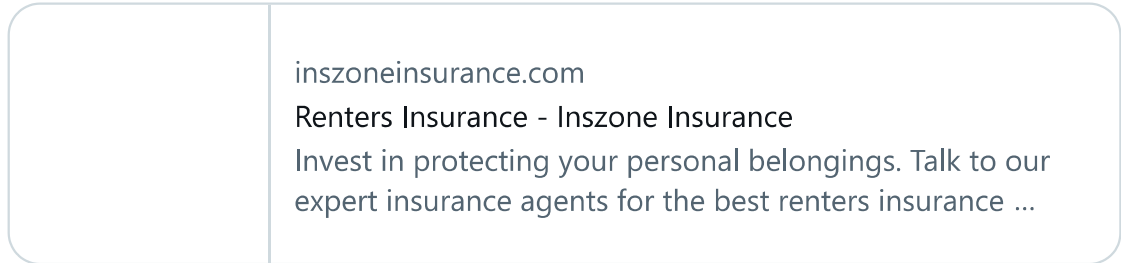 inszoneinsurance.com
Renters Insurance - Inszone Insurance
Invest in protecting your personal belongings. Talk to our
expert insurance agents for the best renters insurance ...